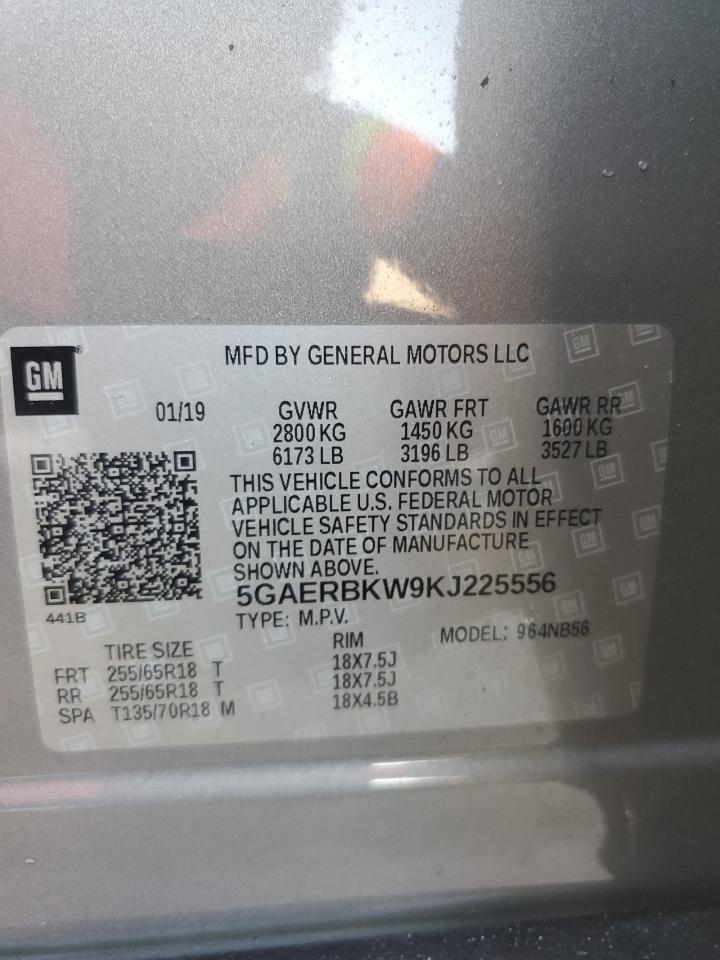 GM
MFD BY GENERAL MOTORS LLC
01/19 GVWR GAWR FRT GAWR RR
2800 KG 1450 KG 1600 KG
6173 LB 3196 LB 3527 LB
THIS VEHICLE CONFORMS TO ALL
APPLICABLE U.S. FEDERAL MOTOR
VEHICLE SAFETY STANDARDS IN EFFECT
ON THE DATE OF MANUFACTURE
SHOWN ABOVE.
5GAERBKW9KJ225556
441B
TYPE: M.P.V. MODEL: 964NB56
TIRE SIZE RIM
FRT 255/65R18 T 18X7.5J
RR 255/65R18 T 18X7.5J
SPA T135/70R18 M 18X4.5B